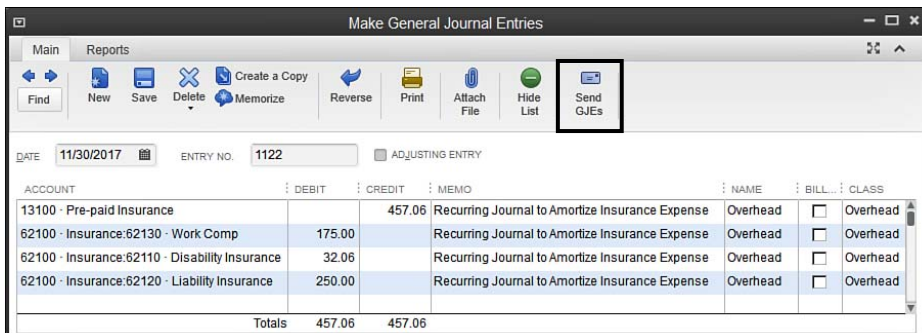 Make General Journal Entries
Main Reports
Find
New
Save
Delete
Create a Copy
Memorize
Reverse
Print
Attach
File
Hide
List
Send
GJEs
DATE 11/30/2017 ENTRY NO. 1122 ADJUSTING ENTRY
ACCOUNT DEBIT CREDIT MEMO NAME BILL... CLASS
13100 · Pre-paid Insurance 457.06 Recurring Journal to Amortize Insurance Expense Overhead Overhead
62100 · Insurance:62130 · Work Comp 175.00 Recurring Journal to Amortize Insurance Expense Overhead Overhead
62100 · Insurance:62110 · Disability Insurance 32.06 Recurring Journal to Amortize Insurance Expense Overhead Overhead
62100 · Insurance:62120 · Liability Insurance 250.00 Recurring Journal to Amortize Insurance Expense Overhead Overhead
Totals 457.06 457.06